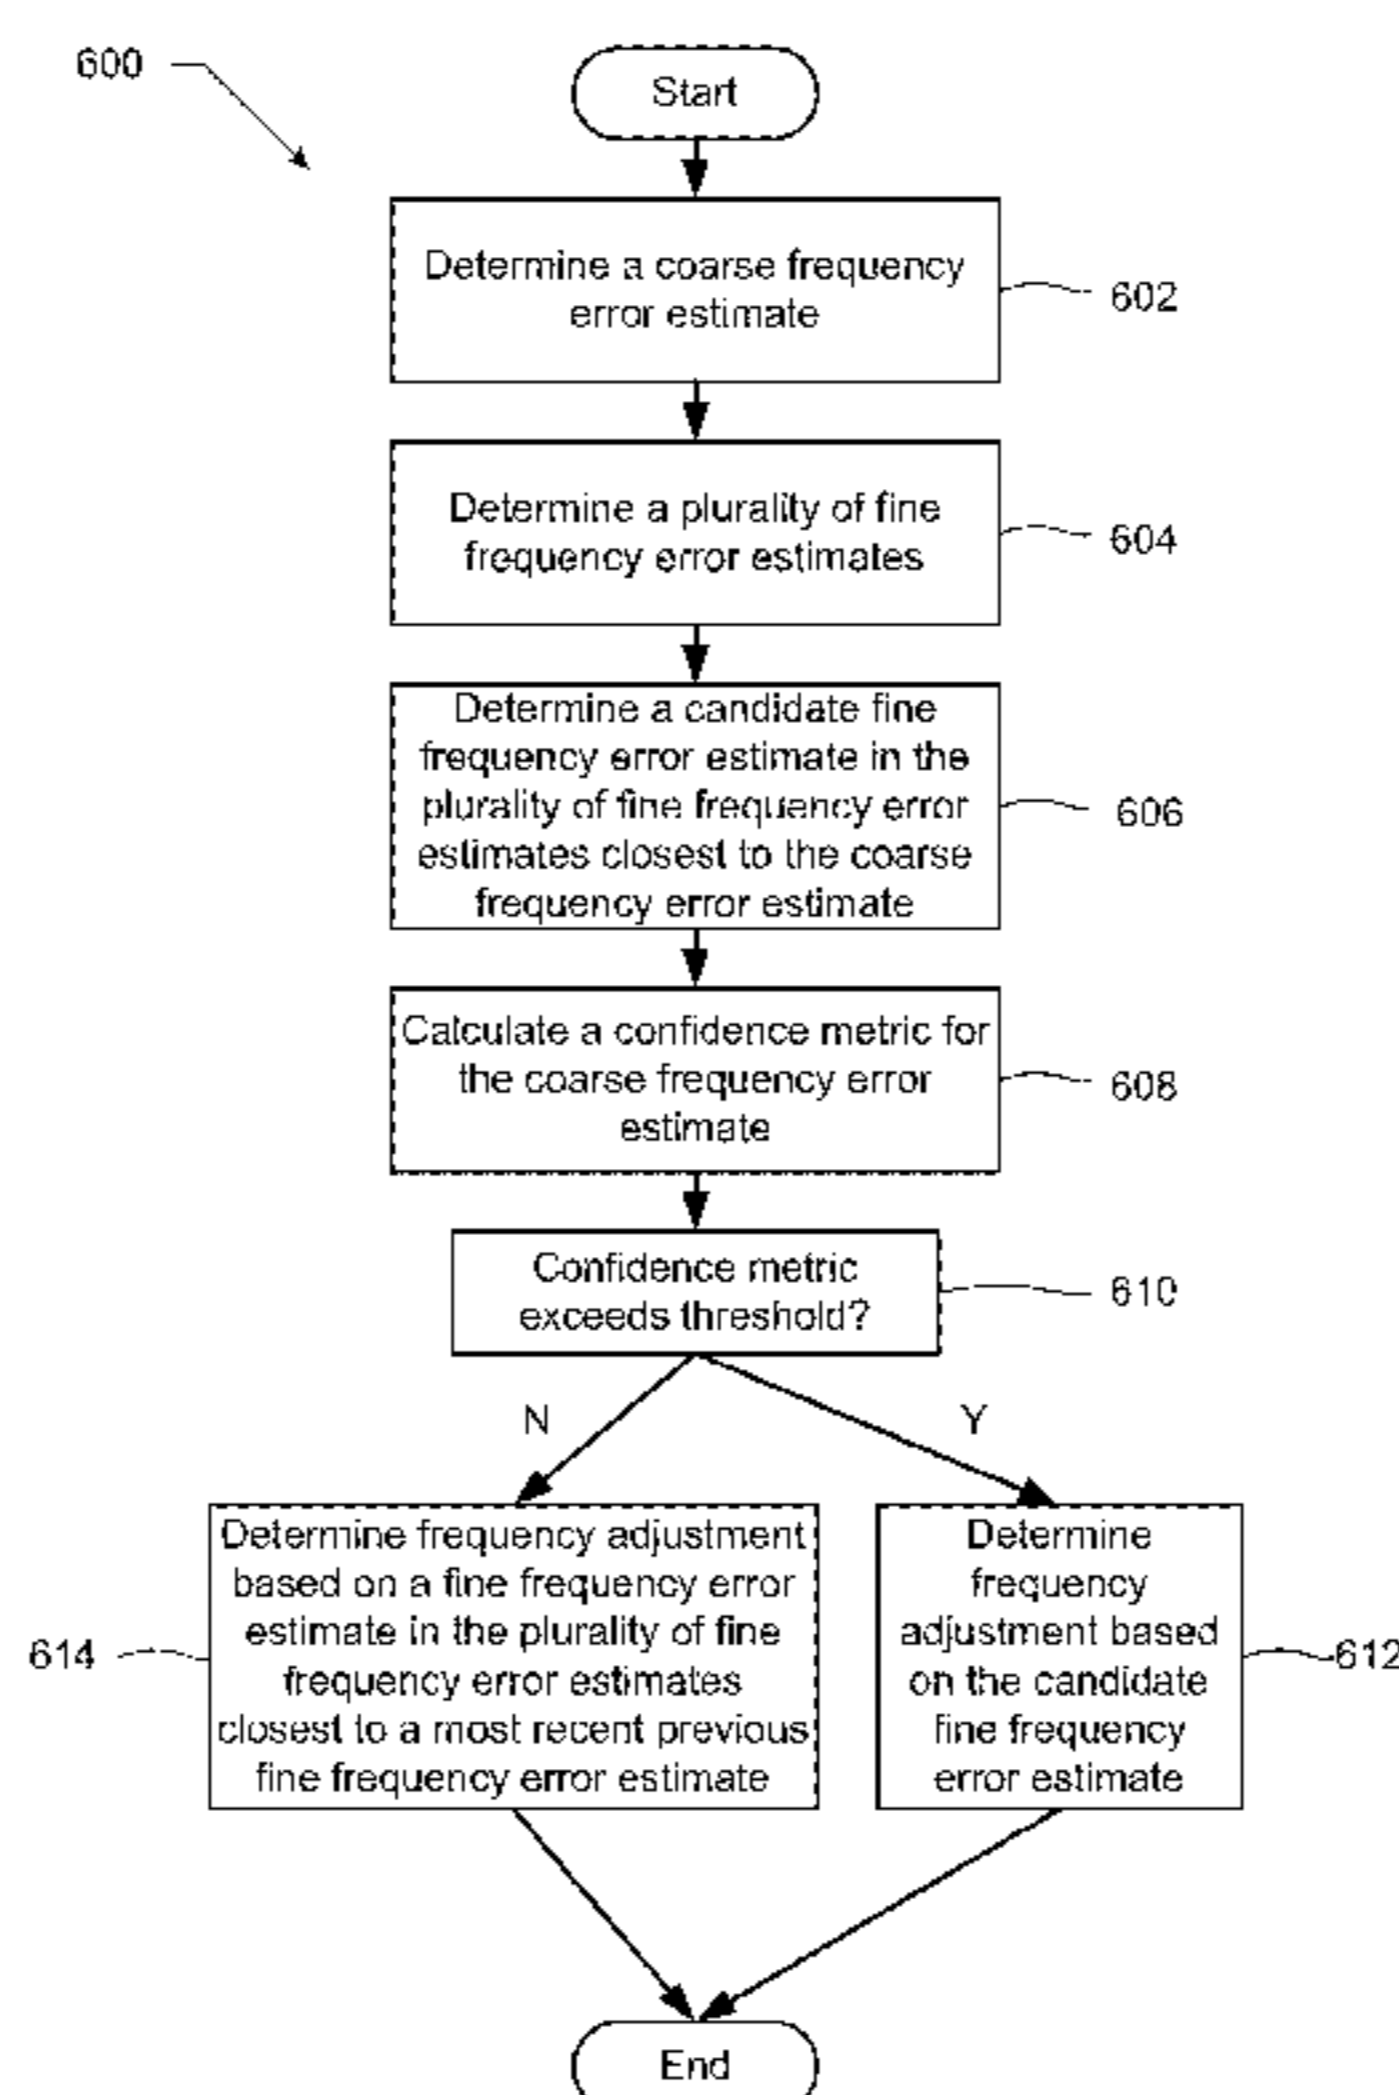 600
Start
Determine a coarse frequency
error estimate
602
Determine a plurality of fine
frequency error estimates
604
Determine a candidate fine
frequency error estimate in the
plurality of fine frequency error
estimates closest to the coarse
frequency error estimate
606
Calculate a confidence metric for
the coarse frequency error
estimate
608
Confidence metric
exceeds threshold?
610
N
Y
Determine frequency adjustment
based on a fine frequency error
estimate in the plurality of fine
frequency error estimates
closest to a most recent previous
fine frequency error estimate
614
Determine
frequency
adjustment based
on the candidate
fine frequency
error estimate
612
End